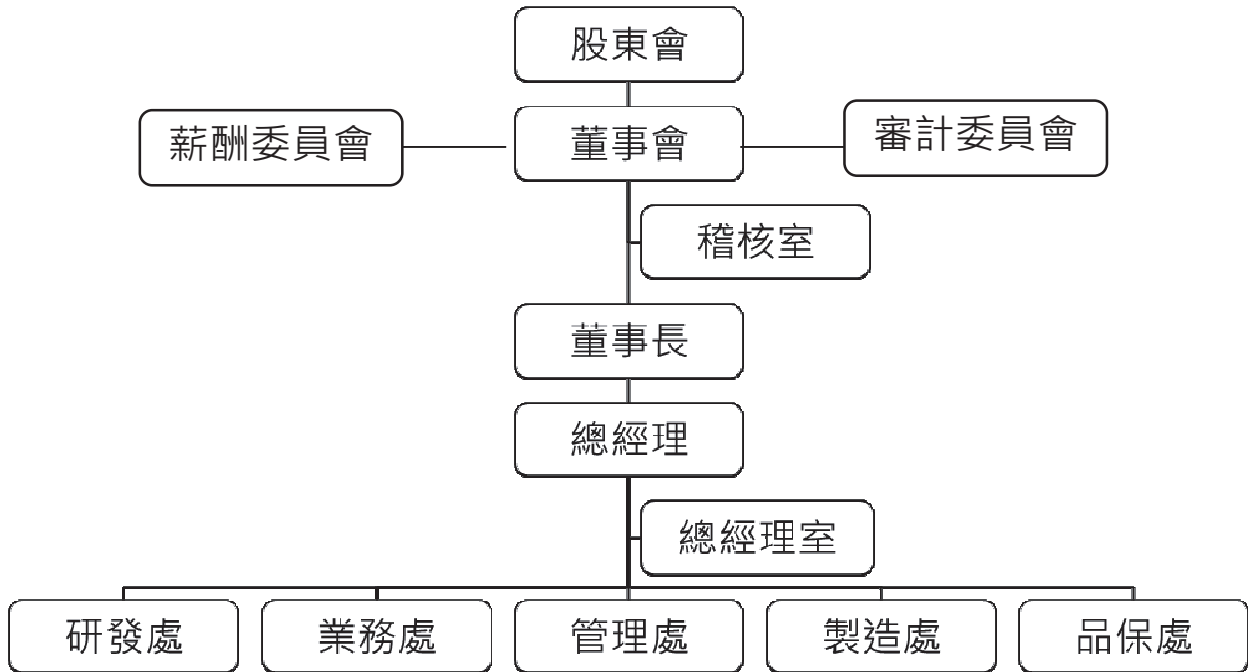 股東會
薪酬委員會
董事會
審計委員會
稽核室
董事長
總經理
總經理室
研發處
業務處
管理處
製造處
品保處